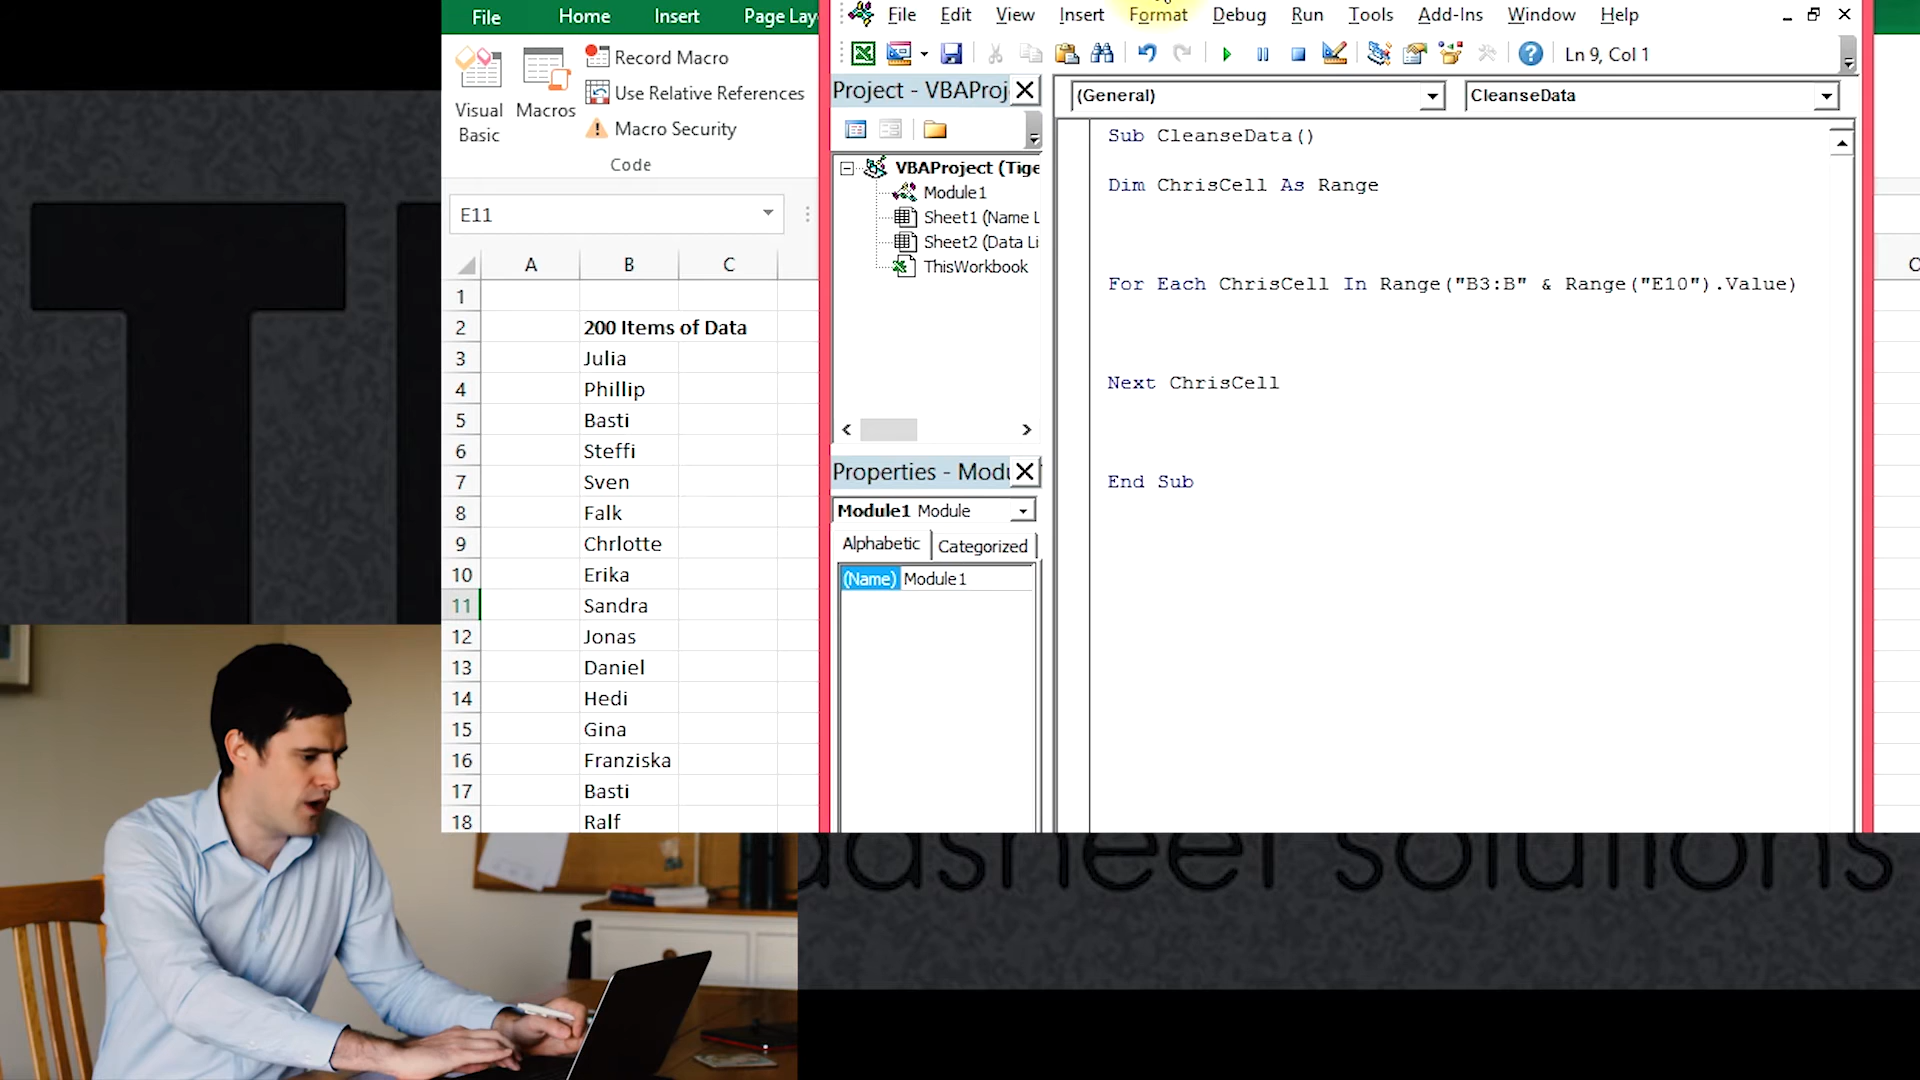 File Home Insert Page Lay
Visual Basic
Macros
Record Macro
Use Relative References
Macro Security
Code
E11
A B C
1
2 200 Items of Data
3 Julia
4 Phillip
5 Basti
6 Steffi
7 Sven
8 Falk
9 Chrlotte
10 Erika
11 Sandra
12 Jonas
13 Daniel
14 Hedi
15 Gina
16 Franziska
17 Basti
18 Ralf
File Edit View Insert Format Debug Run Tools Add-Ins Window Help
Ln 9, Col 1
Project - VBAProj
VBAProject (Tige
Module1
Sheet1 (Name L
Sheet2 (Data Li
ThisWorkbook
Properties - Modu
Module1 Module
Alphabetic Categorized
(Name) Module1
(General) CleanseData
Sub CleanseData()
Dim ChrisCell As Range
For Each ChrisCell In Range("B3:B" & Range("E10").Value)
Next ChrisCell
End Sub
adsheet solutions